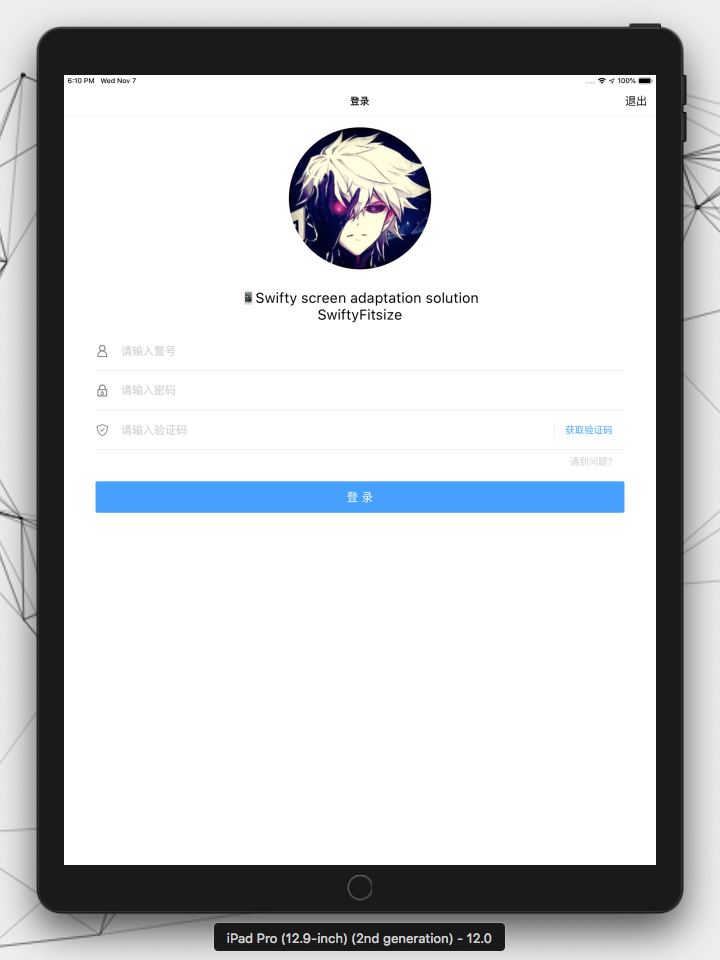 6:10 PM Wed Nov 7
100%
登录
退出
Swifty screen adaptation solution
SwiftyFitsize
请输入警号
请输入密码
请输入验证码
获取验证码
遇到问题?
登 录
iPad Pro (12.9-inch) (2nd generation) - 12.0